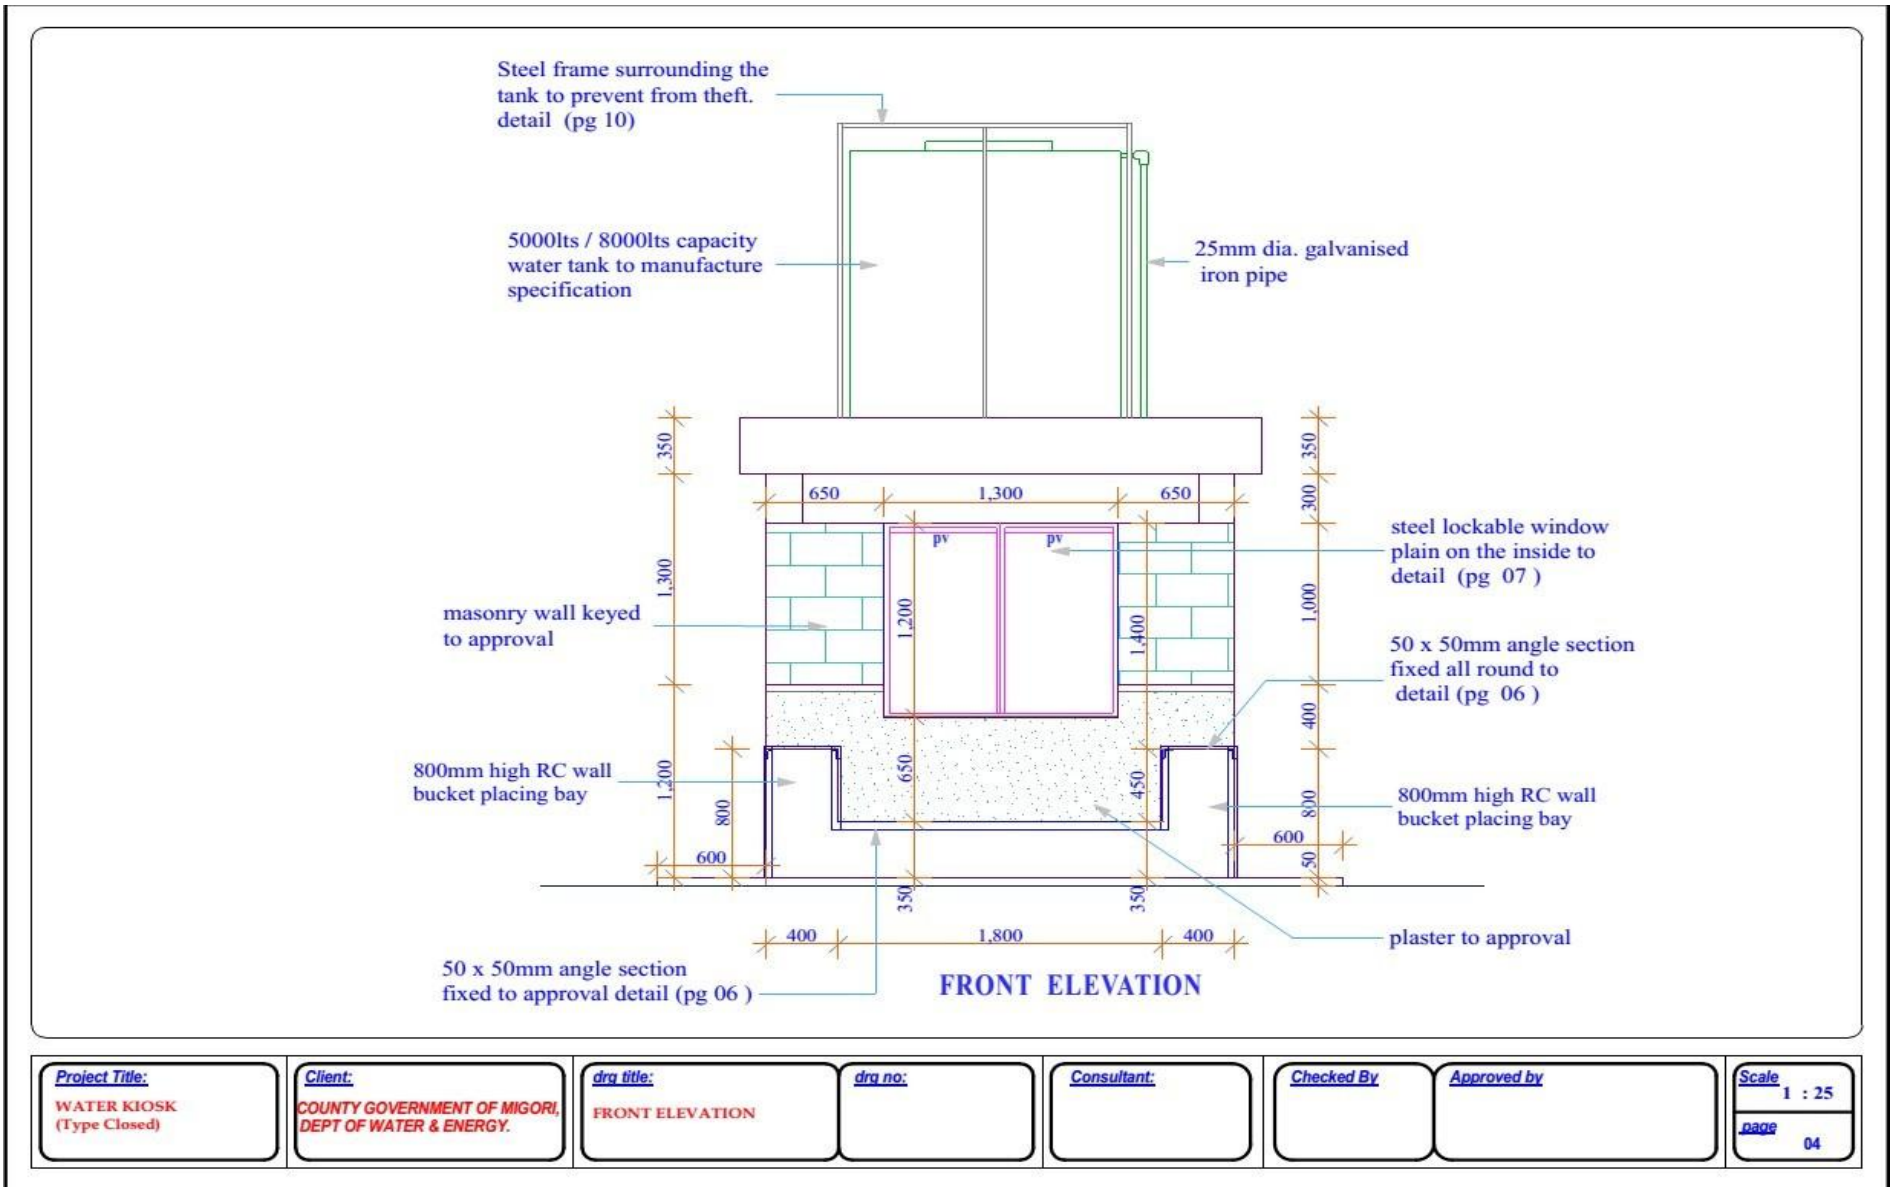 Steel frame surrounding the
tank to prevent from theft.
detail (pg 10)
5000lts / 8000lts capacity
water tank to manufacture
specification
25mm dia. galvanised
iron pipe
350
350
650
1,300
650
300
pv
pv
steel lockable window
plain on the inside to
detail (pg 07 )
1,300
1,200
1,400
1,000
masonry wall keyed
to approval
50 x 50mm angle section
fixed all round to
detail (pg 06 )
400
800mm high RC wall
bucket placing bay
1,200
800
650
450
800
800mm high RC wall
bucket placing bay
600
600
50
350
350
400
1,800
400
plaster to approval
50 x 50mm angle section
fixed to approval detail (pg 06 )
FRONT ELEVATION
Project Title:
WATER KIOSK
(Type Closed)
Client:
COUNTY GOVERNMENT OF MIGORI,
DEPT OF WATER & ENERGY.
drg title:
FRONT ELEVATION
drg no:
Consultant:
Checked By
Approved by
Scale
1 : 25
page
04